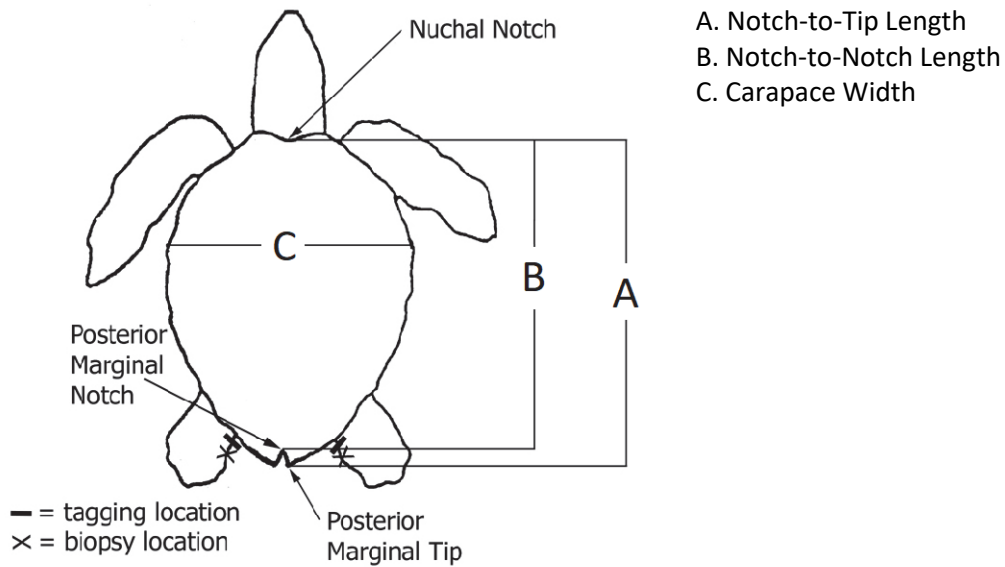 Nuchal Notch
A. Notch-to-Tip Length
B. Notch-to-Notch Length
C. Carapace Width
C
B
A
Posterior
Marginal
Notch
= tagging location
× = biopsy location
Posterior
Marginal Tip